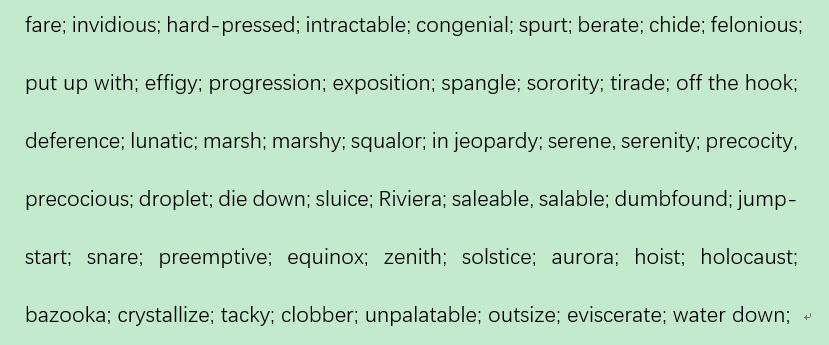 fare; invidious; hard-pressed; intractable; congenial; spurt; berate; chide; felonious;
put up with; effigy; progression; exposition; spangle; sorority; tirade; off the hook;
deference; lunatic; marsh; marshy; squalor; in jeopardy; serene, serenity; precocity,
precocious; droplet; die down; sluice; Riviera; saleable, salable; dumbfound; jump-
start; snare; preemptive; equinox; zenith; solstice; aurora; hoist; holocaust;
bazooka; crystallize; tacky; clobber; unpalatable; outsize; eviscerate; water down;